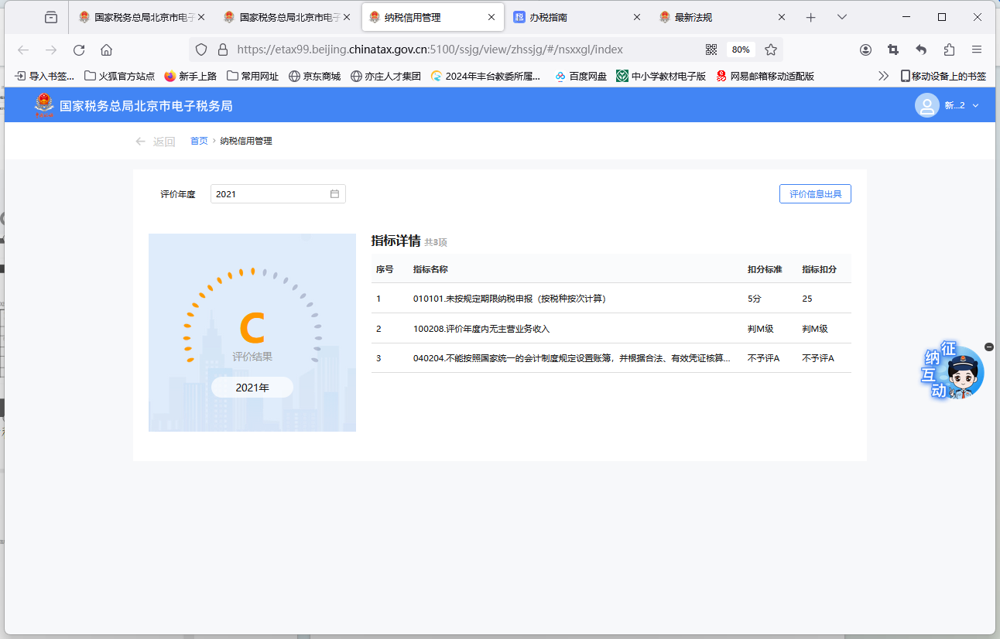 国家税务总局北京市电子
国家税务总局北京市电子
纳税信用管理
办税指南
最新法规
https://etax99.beijing.chinatax.gov.cn:5100/ssjg/view/zhssjg/#/nsxxgl/index
80%
导入书签...
火狐官方站点
新手上路
常用网址
京东商城
亦庄人才集团
2024年丰台教委所属...
百度网盘
中小学教材电子版
网易邮箱移动适配版
移动设备上的书签
国家税务总局北京市电子税务局
新...2
返回
首页 › 纳税信用管理
评价年度 2021
评价信息出具
指标详情 共3项
序号 指标名称 扣分标准 指标扣分
1 010101.未按规定期限纳税申报（按税种按次计算） 5分 25
2 100208.评价年度内无主营业务收入 判M级 判M级
3 040204.不能按照国家统一的会计制度规定设置账簿，并根据合法、有效凭证核算... 不予评A 不予评A
C
评价结果
2021年
征纳互动